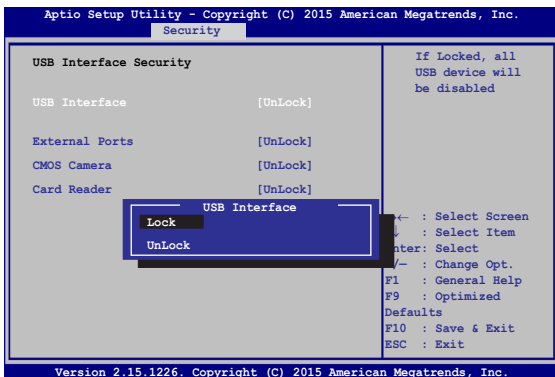 Aptio Setup Utility - Copyright (C) 2015 American Megatrends, Inc.
Security
USB Interface Security
USB Interface [UnLock]
External Ports [UnLock]
CMOS Camera [UnLock]
Card Reader [UnLock]
USB Interface
Lock
UnLock
If Locked, all
USB device will
be disabled
←  : Select Screen
↓  : Select Item
nter: Select
/—  : Change Opt.
F1  : General Help
F9  : Optimized
Defaults
F10  : Save & Exit
ESC  : Exit
Version 2.15.1226. Copyright (C) 2015 American Megatrends, Inc.